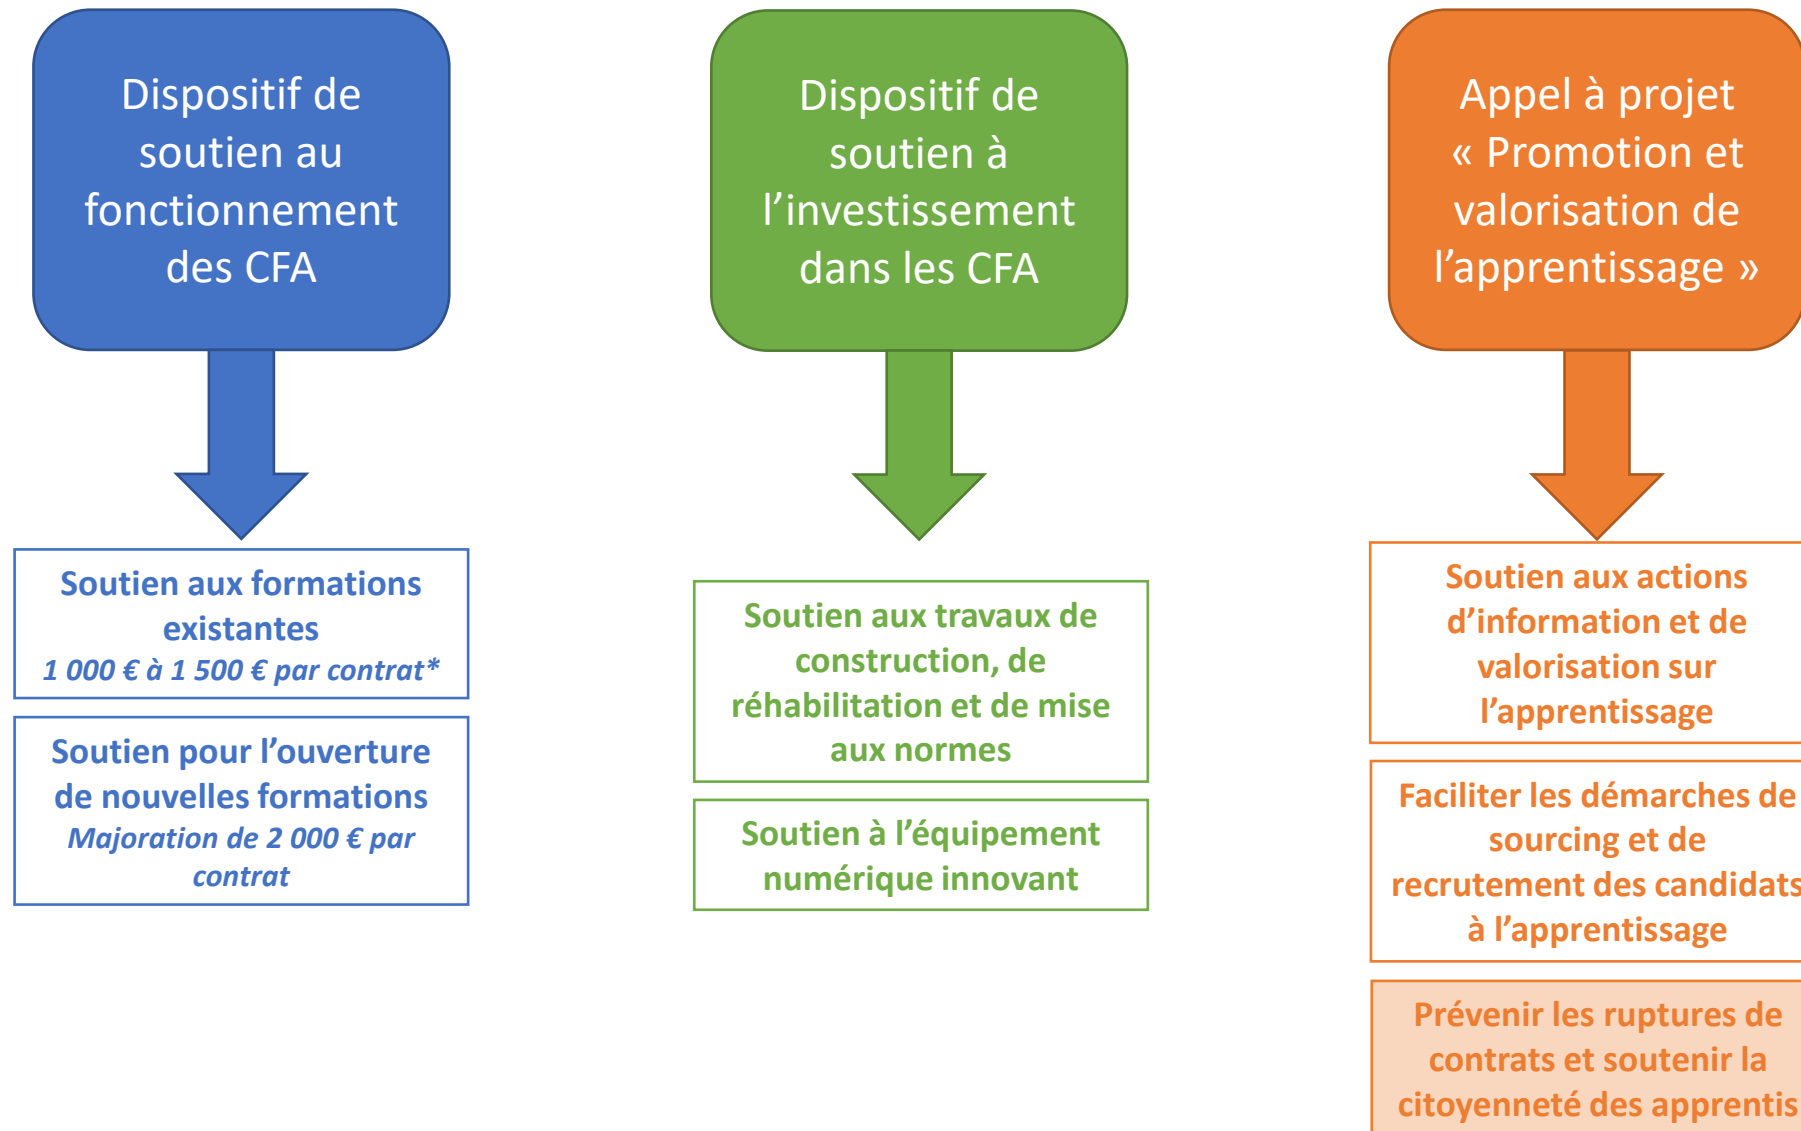 Dispositif de
soutien au
fonctionnement
des CFA
Soutien aux formations
existantes
1 000 € à 1 500 € par contrat*
Soutien pour l’ouverture
de nouvelles formations
Majoration de 2 000 € par
contrat
Dispositif de
soutien à
l’investissement
dans les CFA
Soutien aux travaux de
construction, de
réhabilitation et de mise
aux normes
Soutien à l’équipement
numérique innovant
Appel à projet
« Promotion et
valorisation de
l’apprentissage »
Soutien aux actions
d’information et de
valorisation sur
l’apprentissage
Faciliter les démarches de
sourcing et de
recrutement des candidats
à l’apprentissage
Prévenir les ruptures de
contrats et soutenir la
citoyenneté des apprentis